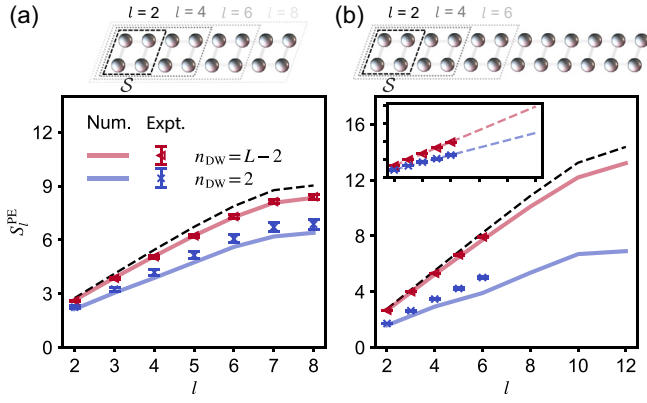 (a)
l = 2 l = 4 l = 6 l = 8
S
(b)
l = 2 l = 4 l = 6
S
Num. Expt.
n_DW = L − 2
n_DW = 2
S_l^PE
12
9
6
3
0
2 3 4 5 6 7 8
l
16
12
8
4
0
2 4 6 8 10 12
l